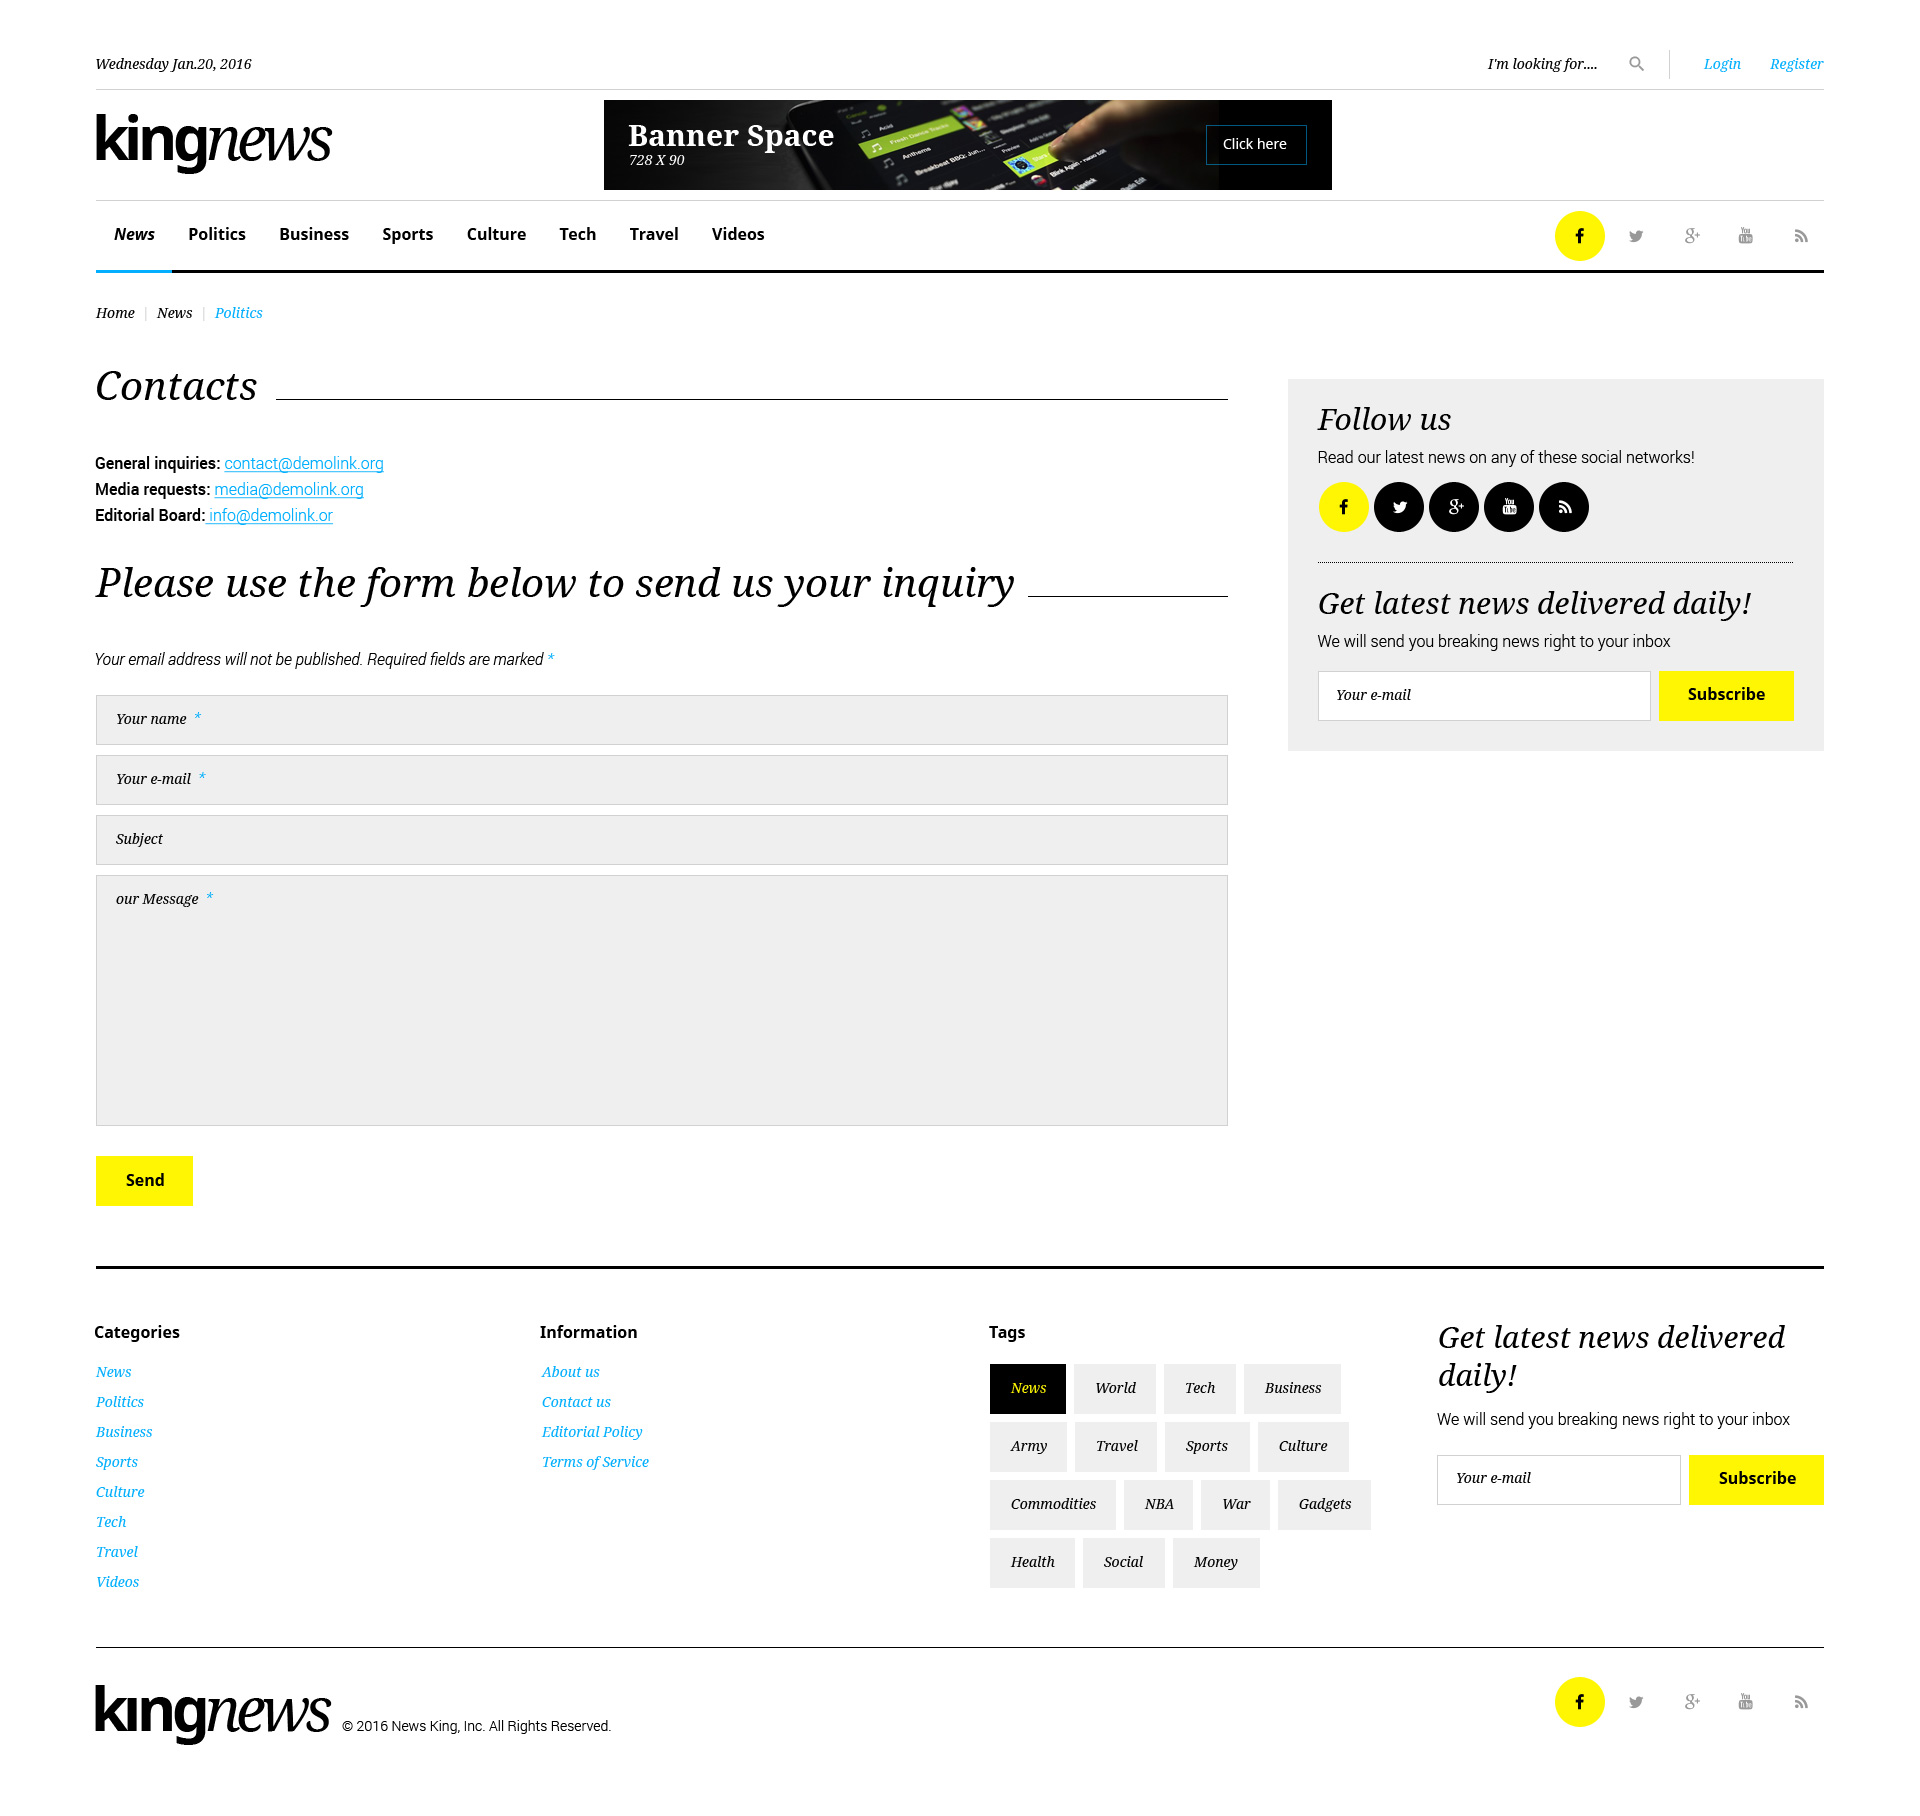 Wednesday Jan.20, 2016
I'm looking for....
Login
Register
kingnews
Banner Space
728 X 90
Click here
News
Politics
Business
Sports
Culture
Tech
Travel
Videos
Home | News | Politics
Contacts
General inquiries: contact@demolink.org
Media requests: media@demolink.org
Editorial Board: info@demolink.or
Please use the form below to send us your inquiry
Your email address will not be published. Required fields are marked *
Your name *
Your e-mail *
Subject
our Message *
Send
Follow us
Read our latest news on any of these social networks!
Get latest news delivered daily!
We will send you breaking news right to your inbox
Your e-mail
Subscribe
Categories
News
Politics
Business
Sports
Culture
Tech
Travel
Videos
Information
About us
Contact us
Editorial Policy
Terms of Service
Tags
News
World
Tech
Business
Army
Travel
Sports
Culture
Commodities
NBA
War
Gadgets
Health
Social
Money
Get latest news delivered
daily!
We will send you breaking news right to your inbox
Your e-mail
Subscribe
kıngnews
© 2016 News King, Inc. All Rights Reserved.